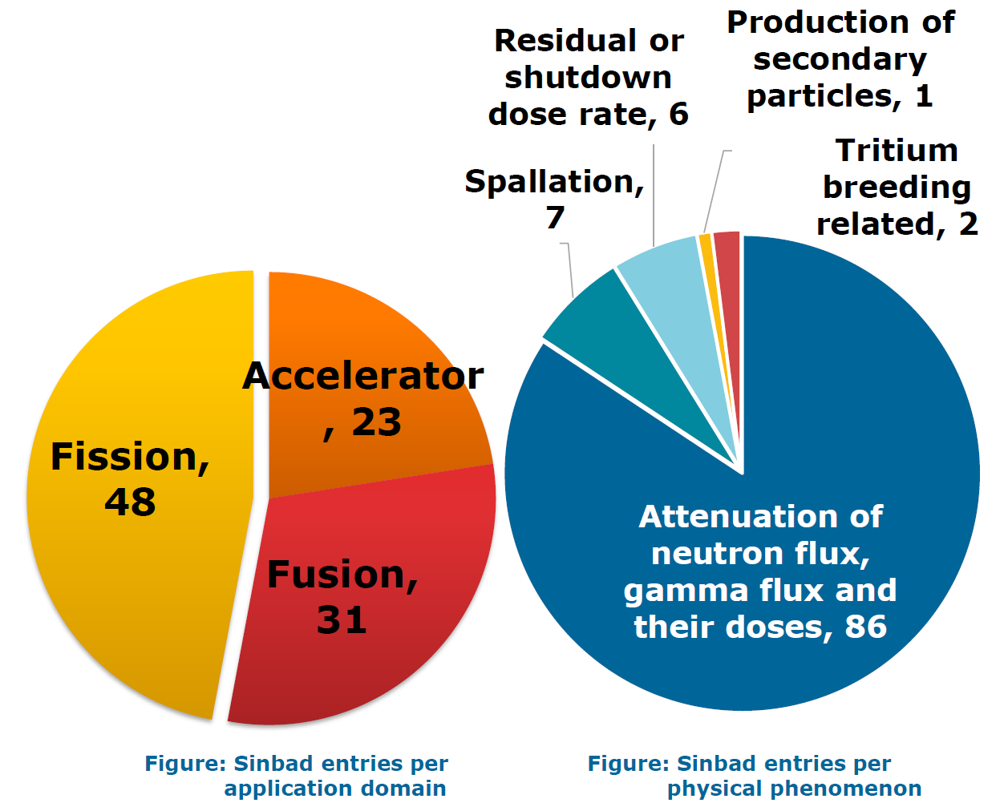 Fission,
48
Accelerator
, 23
Fusion,
31
Figure: Sinbad entries per
application domain
Residual or
shutdown
dose rate, 6
Production of
secondary
particles, 1
Spallation,
7
Tritium
breeding
related, 2
Attenuation of
neutron flux,
gamma flux and
their doses, 86
Figure: Sinbad entries per
physical phenomenon